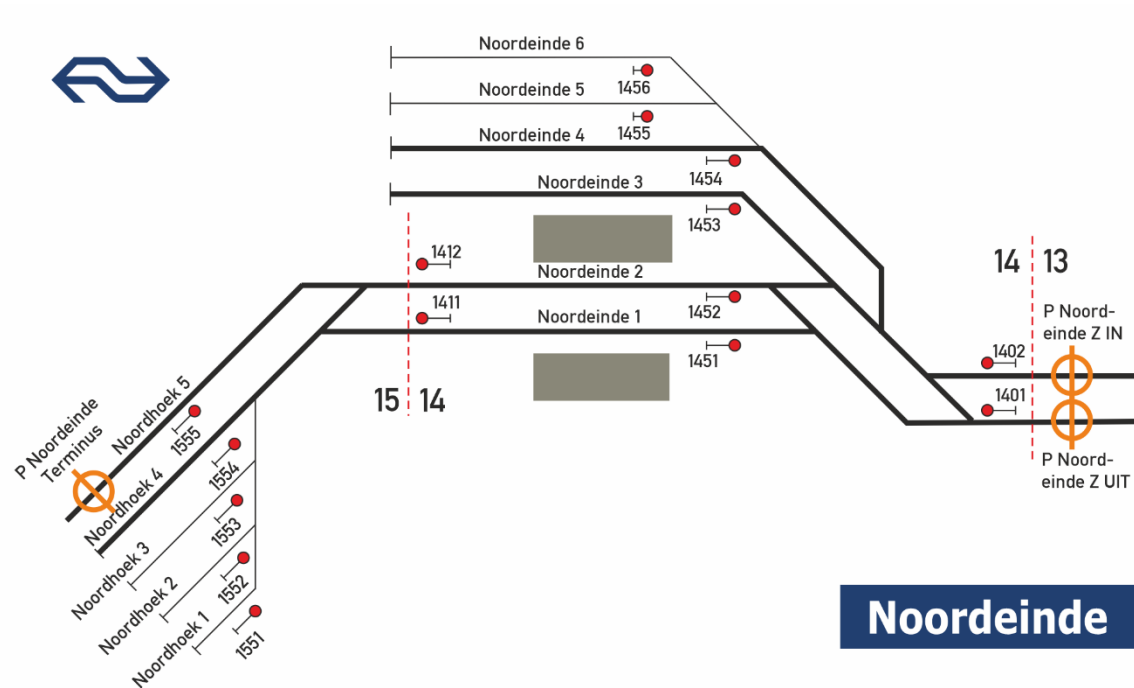 Noordeinde 6
1456
Noordeinde 5
1455
Noordeinde 4
1454
Noordeinde 3
1453
1412
Noordeinde 2
1452
1411
Noordeinde 1
1451
15
14
14
13
P Noord-
einde Z IN
1402
1401
P Noord-
einde Z UIT
P Noordeinde
Terminus
Noordhoek 5
1555
Noordhoek 4
1554
Noordhoek 3
1553
Noordhoek 2
1552
Noordhoek 1
1551
Noordeinde